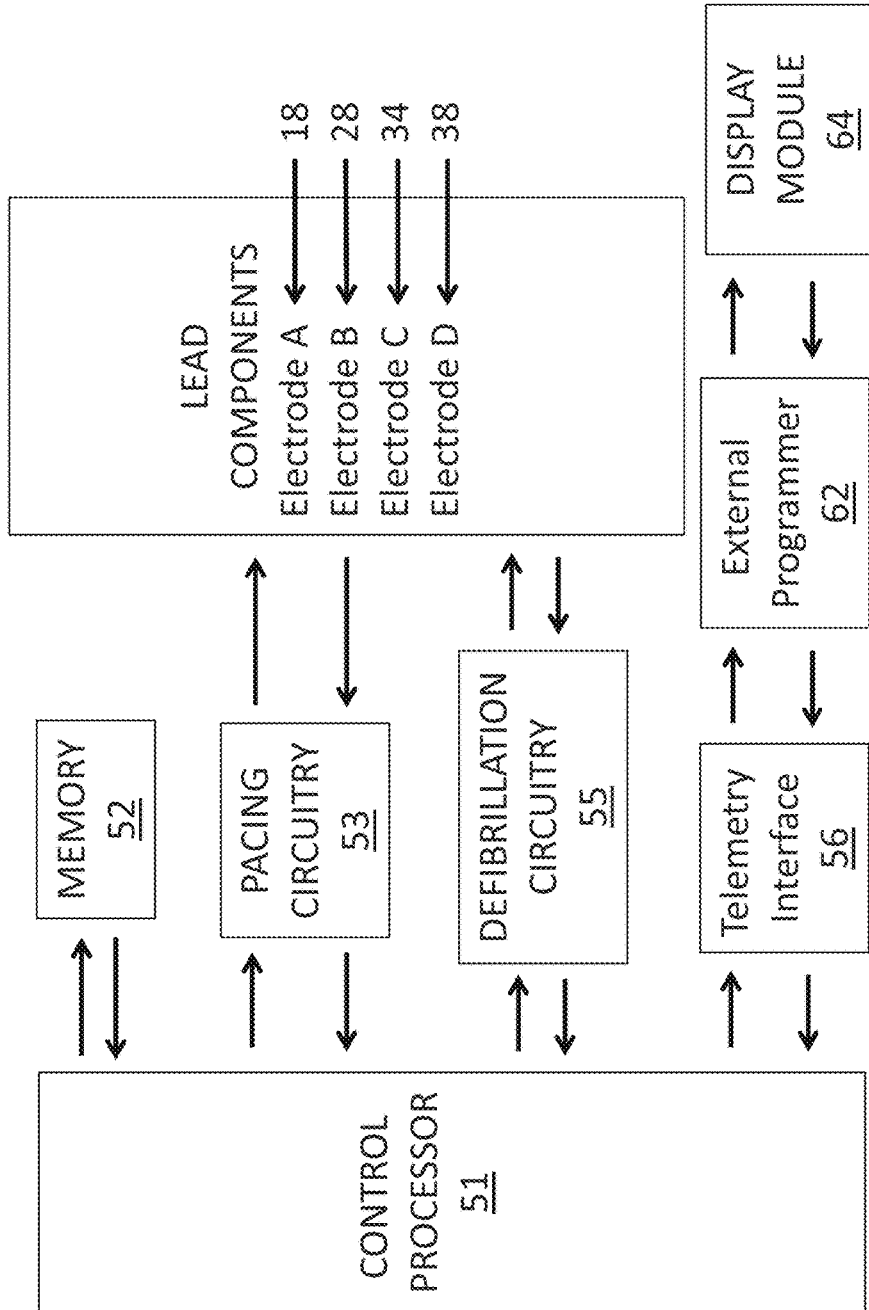 CONTROL
PROCESSOR
51
MEMORY
52
PACING
CIRCUITRY
53
DEFIBRILLATION
CIRCUITRY
55
Telemetry
Interface
56
LEAD
COMPONENTS
Electrode A 18
Electrode B 28
Electrode C 34
Electrode D 38
External
Programmer
62
DISPLAY
MODULE
64